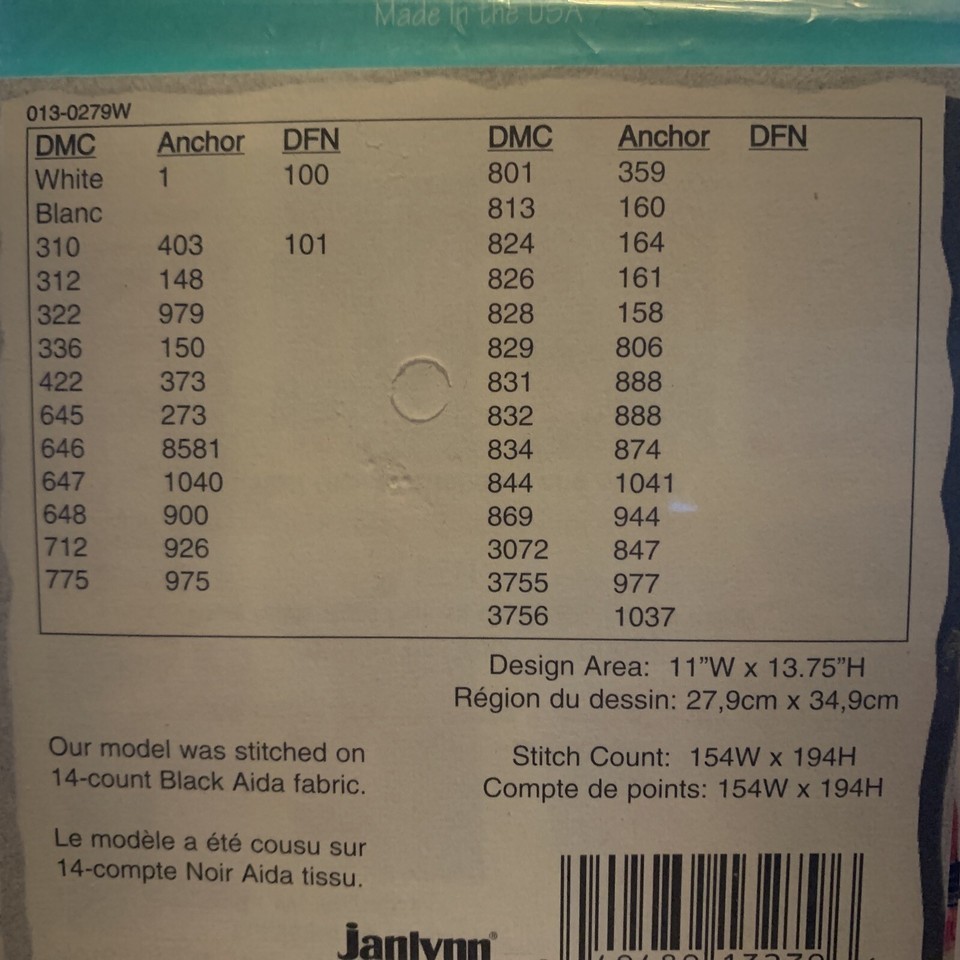 Made in the USA
013-0279W
DMC Anchor DFN DMC Anchor DFN
White 1 100 801 359
Blanc 813 160
310 403 101 824 164
312 148 826 161
322 979 828 158
336 150 829 806
422 373 831 888
645 273 832 888
646 8581 834 874
647 1040 844 1041
648 900 869 944
712 926 3072 847
775 975 3755 977
3756 1037
Design Area: 11”W x 13.75”H
Région du dessin: 27,9cm x 34,9cm
Our model was stitched on
14-count Black Aida fabric.
Stitch Count: 154W x 194H
Compte de points: 154W x 194H
Le modèle a été cousu sur
14-compte Noir Aida tissu.
janlynn®